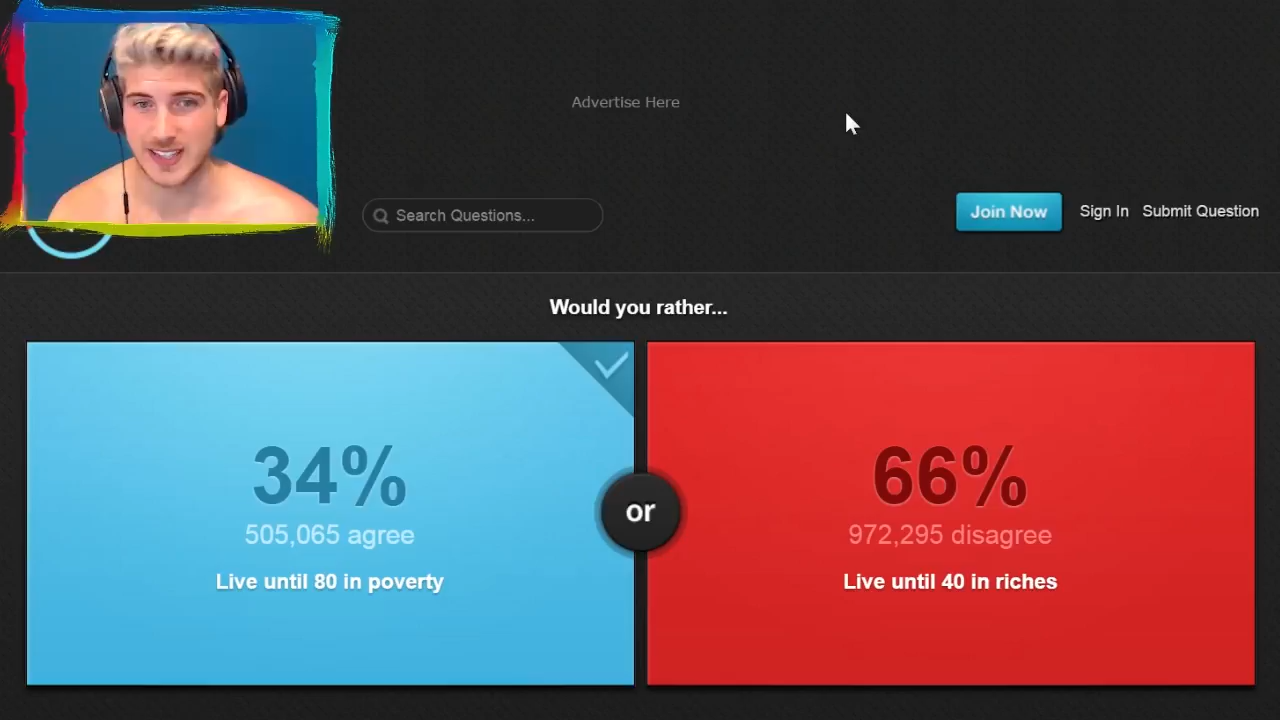 Advertise Here
Search Questions...
Join Now Sign In Submit Question
Would you rather...
34%
505,065 agree
Live until 80 in poverty
or
66%
972,295 disagree
Live until 40 in riches